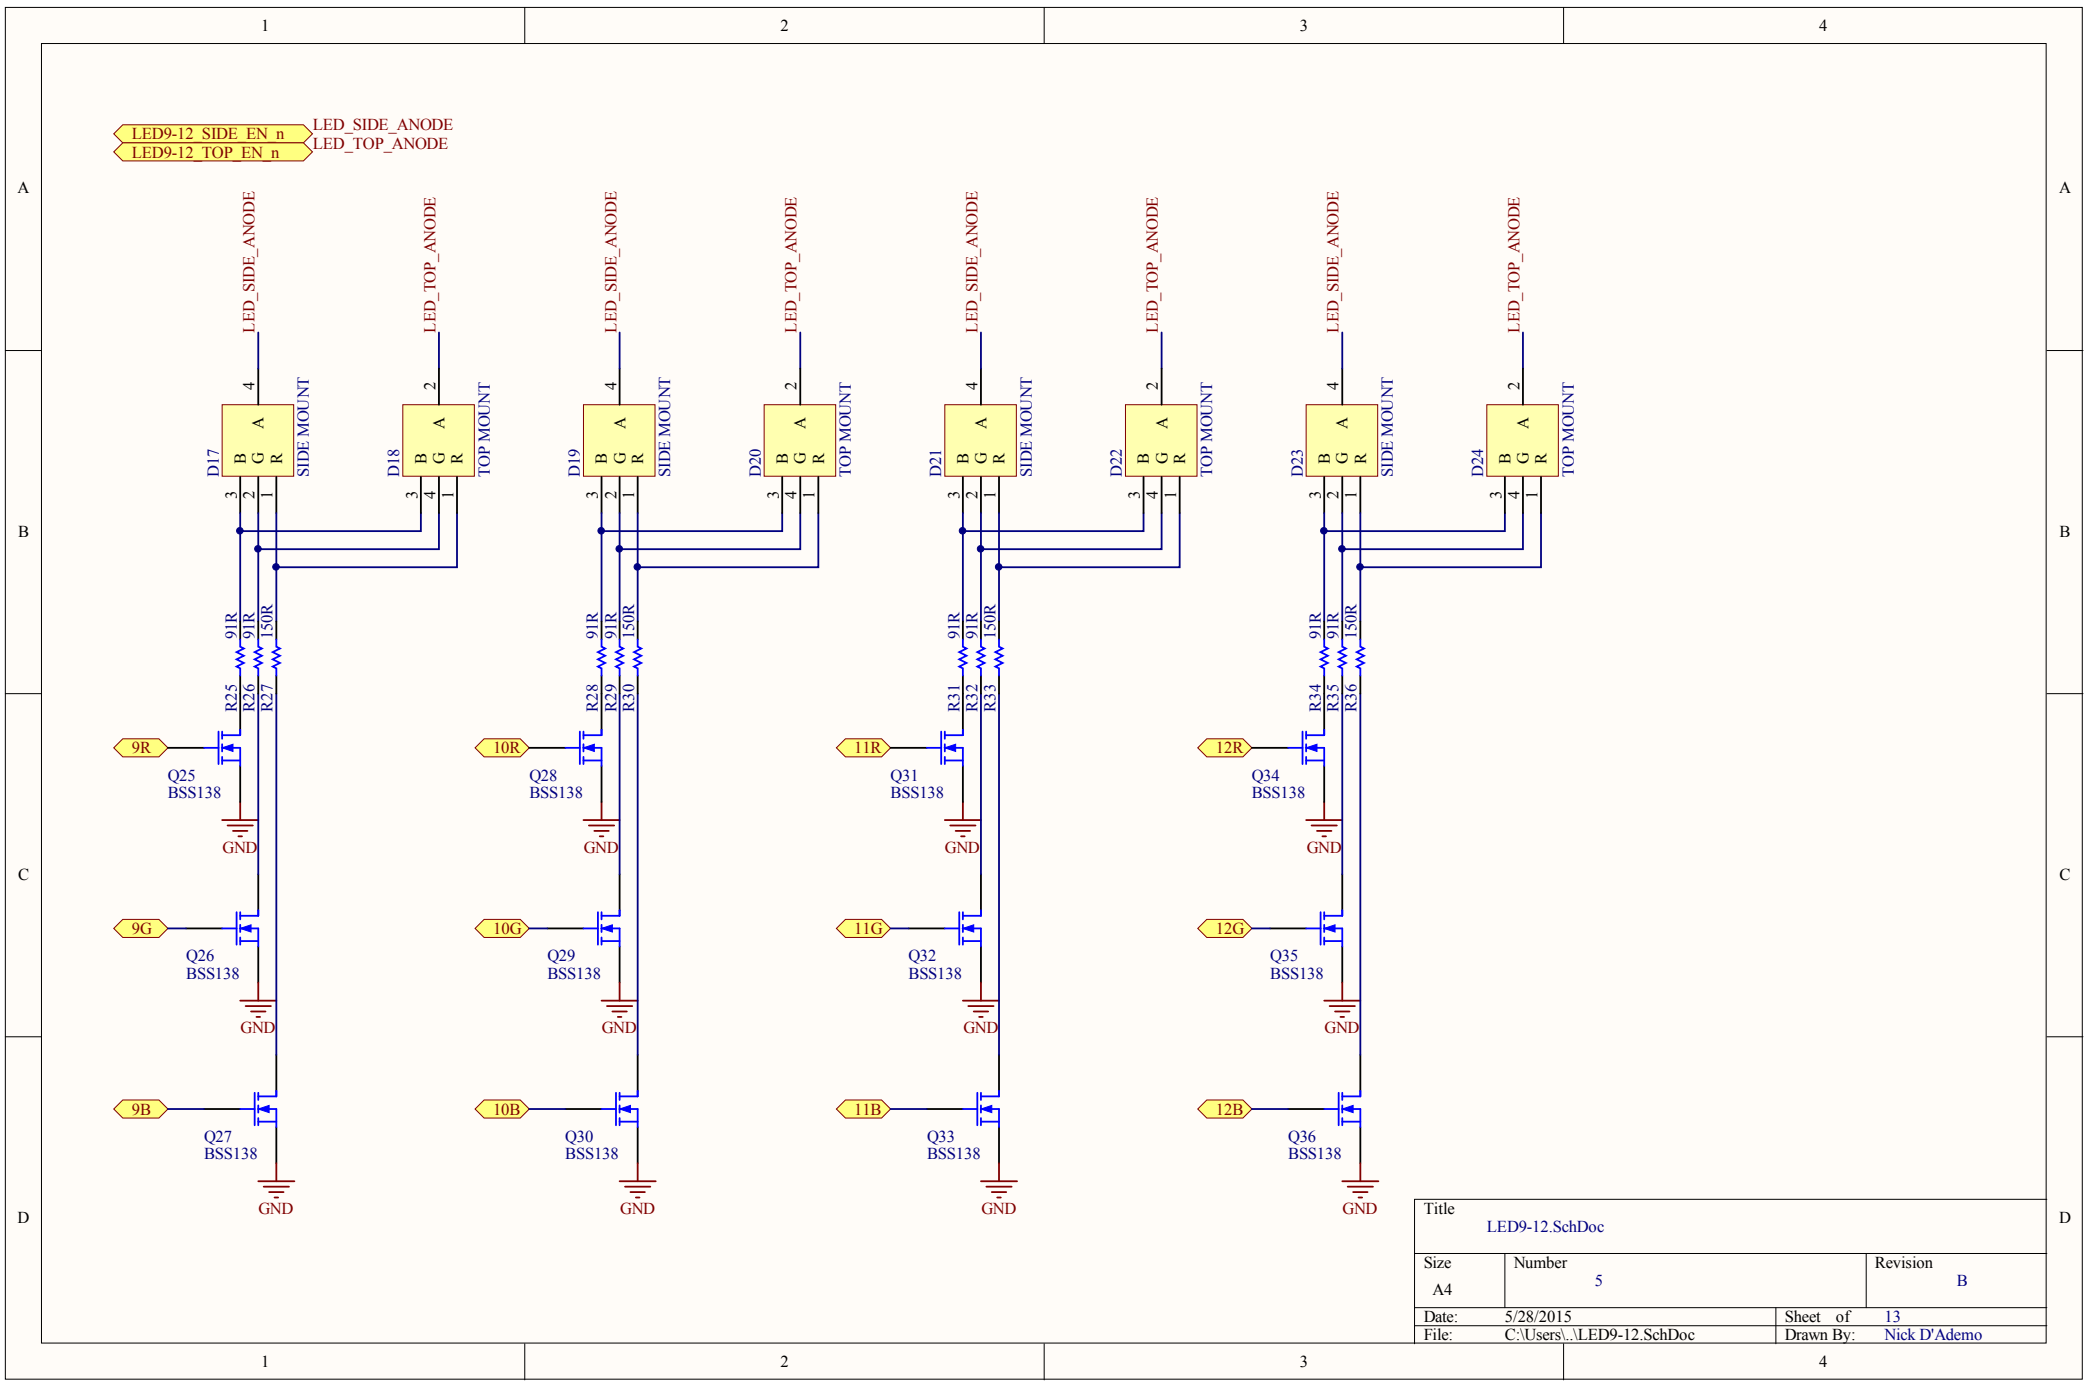 1 2 3 4
LED9-12_SIDE_EN_n LED_SIDE_ANODE
LED9-12_TOP_EN_n LED_TOP_ANODE
A A
LED_SIDE_ANODE LED_TOP_ANODE LED_SIDE_ANODE LED_TOP_ANODE LED_SIDE_ANODE LED_TOP_ANODE LED_SIDE_ANODE LED_TOP_ANODE
4 2 4 2 4 2 4 2
A A A A A A A A
D17 B G R SIDE MOUNT
D18 B G R TOP MOUNT
D19 B G R SIDE MOUNT
D20 B G R TOP MOUNT
D21 B G R SIDE MOUNT
D22 B G R TOP MOUNT
D23 B G R SIDE MOUNT
D24 B G R TOP MOUNT
3 2 1 3 4 1 3 2 1 3 4 1 3 2 1 3 4 1 3 2 1 3 4 1
B B
91R 91R 150R 91R 91R 150R 91R 91R 150R 91R 91R 150R
R25 R26 R27 R28 R29 R30 R31 R32 R33 R34 R35 R36
9R 10R 11R 12R
Q25 Q28 Q31 Q34
BSS138 BSS138 BSS138 BSS138
GND GND GND GND
C C
9G 10G 11G 12G
Q26 Q29 Q32 Q35
BSS138 BSS138 BSS138 BSS138
GND GND GND GND
9B 10B 11B 12B
Q27 Q30 Q33 Q36
BSS138 BSS138 BSS138 BSS138
GND GND GND GND
D D
Title
LED9-12.SchDoc
Size Number Revision
A4 5 B
Date: 5/28/2015 Sheet of 13
File: C:\Users\..\LED9-12.SchDoc Drawn By: Nick D'Ademo
1 2 3 4